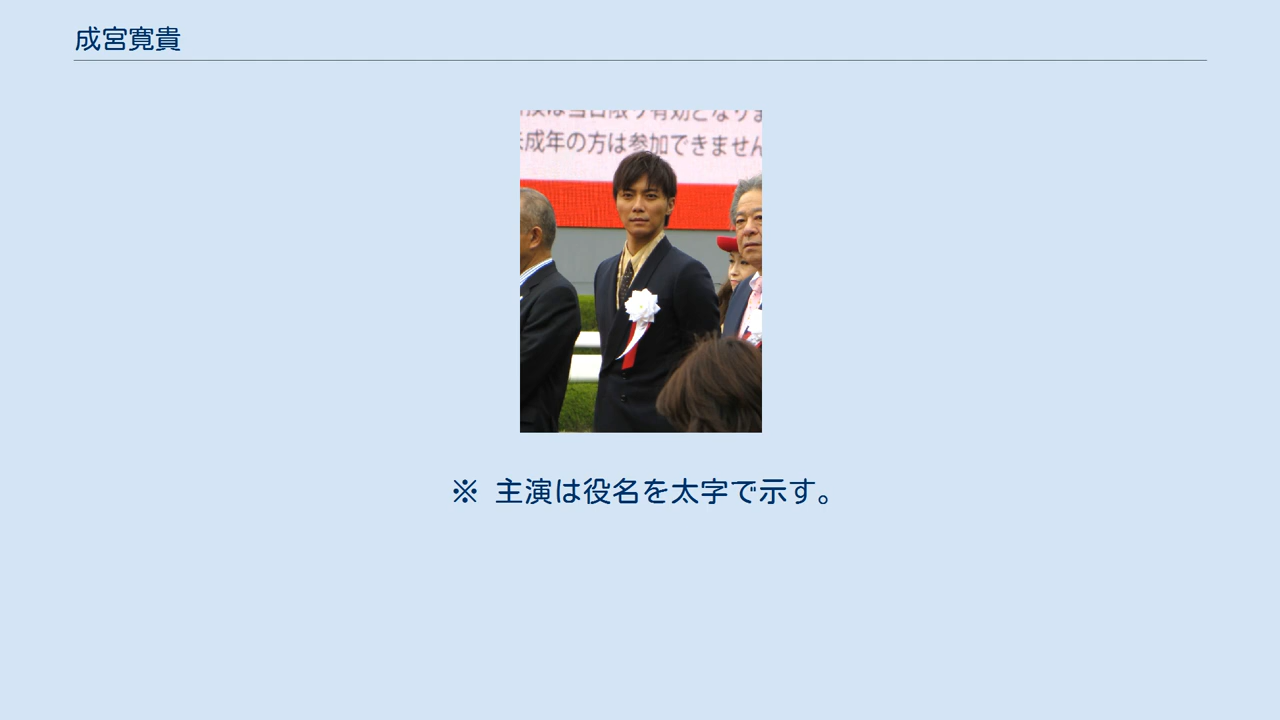 成宮寛貴
未成年の方は参加できません
※ 主演は役名を太字で示す。